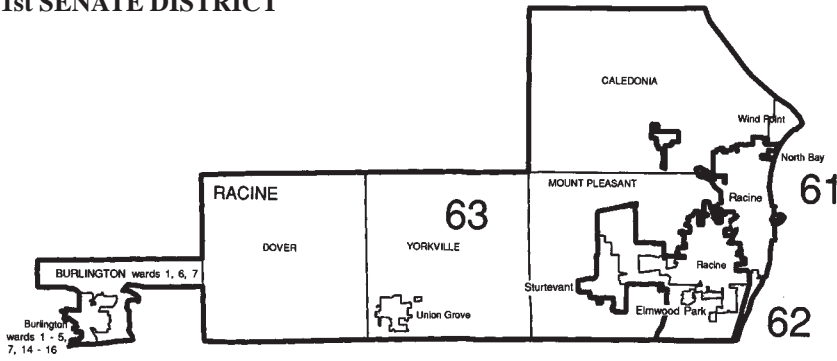 1st SENATE DISTRICT
CALEDONIA
Wind Point
North Bay
61
RACINE
MOUNT PLEASANT
Racine
63
DOVER
YORKVILLE
BURLINGTON wards 1, 6, 7
Racine
Sturtevant
Union Grove
Elmwood Park
62
Burlington
wards 1 - 5,
7, 14 - 16